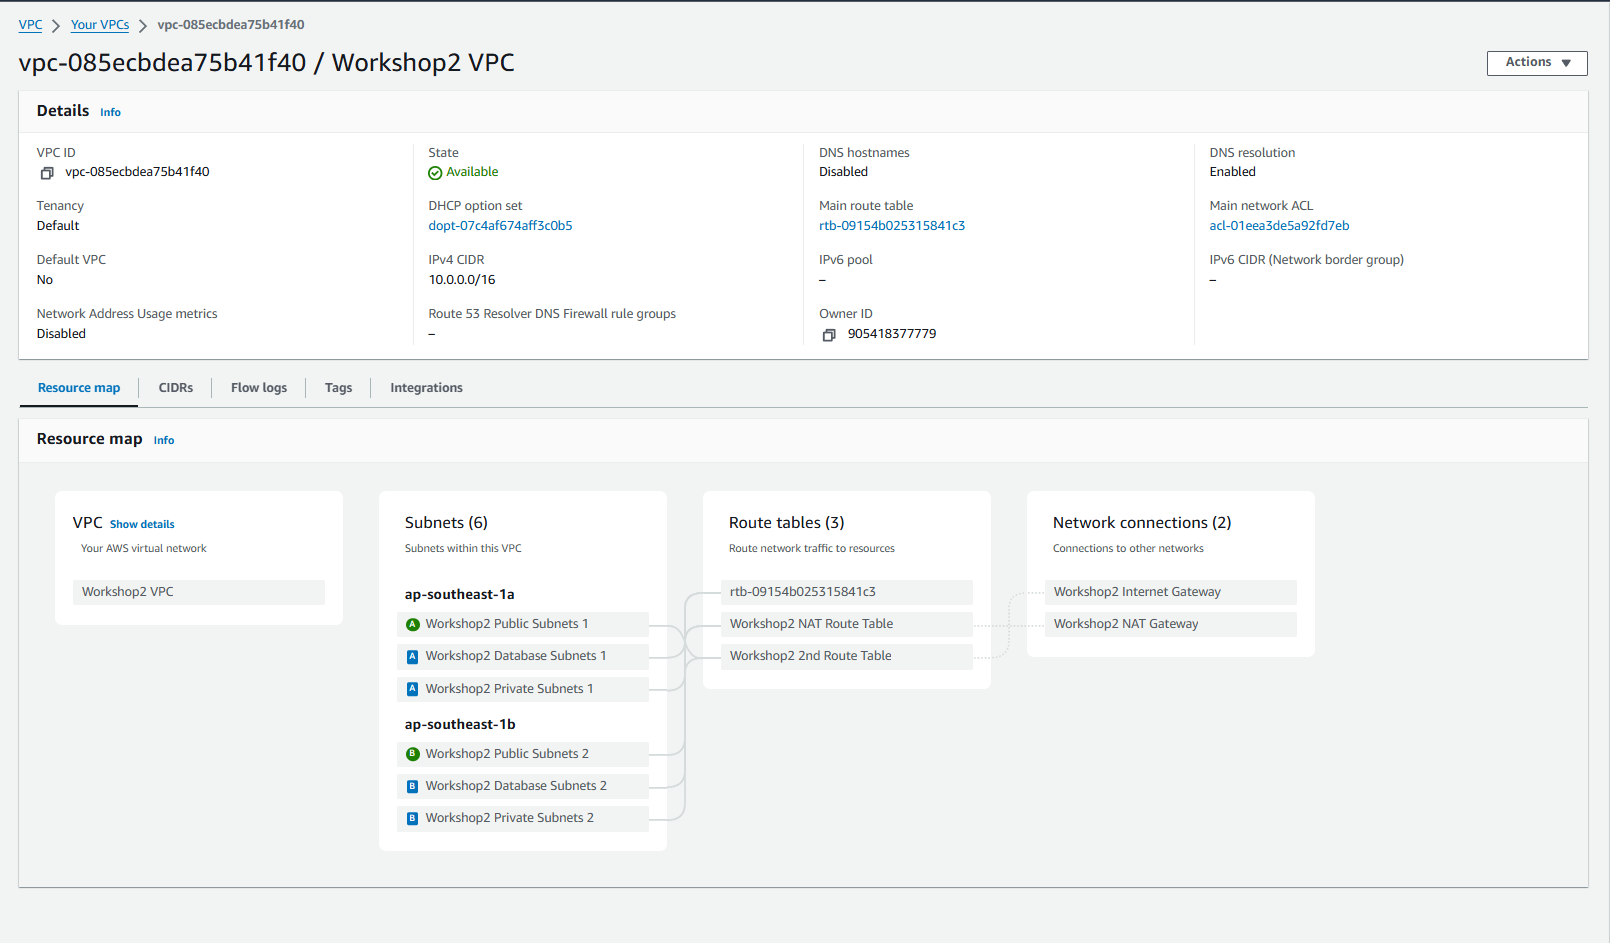 VPC > Your VPCs > vpc-085ecbdea75b41f40
vpc-085ecbdea75b41f40 / Workshop2 VPC
Actions ▼
Details Info
VPC ID
vpc-085ecbdea75b41f40
State
Available
DNS hostnames
Disabled
DNS resolution
Enabled
Tenancy
Default
DHCP option set
dopt-07c4af674aff3c0b5
Main route table
rtb-09154b025315841c3
Main network ACL
acl-01eea3de5a92fd7eb
Default VPC
No
IPv4 CIDR
10.0.0.0/16
IPv6 pool
–
IPv6 CIDR (Network border group)
–
Network Address Usage metrics
Disabled
Route 53 Resolver DNS Firewall rule groups
–
Owner ID
905418377779
Resource map CIDRs Flow logs Tags Integrations
Resource map Info
VPC Show details
Your AWS virtual network
Workshop2 VPC
Subnets (6)
Subnets within this VPC
ap-southeast-1a
A Workshop2 Public Subnets 1
A Workshop2 Database Subnets 1
A Workshop2 Private Subnets 1
ap-southeast-1b
B Workshop2 Public Subnets 2
B Workshop2 Database Subnets 2
B Workshop2 Private Subnets 2
Route tables (3)
Route network traffic to resources
rtb-09154b025315841c3
Workshop2 NAT Route Table
Workshop2 2nd Route Table
Network connections (2)
Connections to other networks
Workshop2 Internet Gateway
Workshop2 NAT Gateway